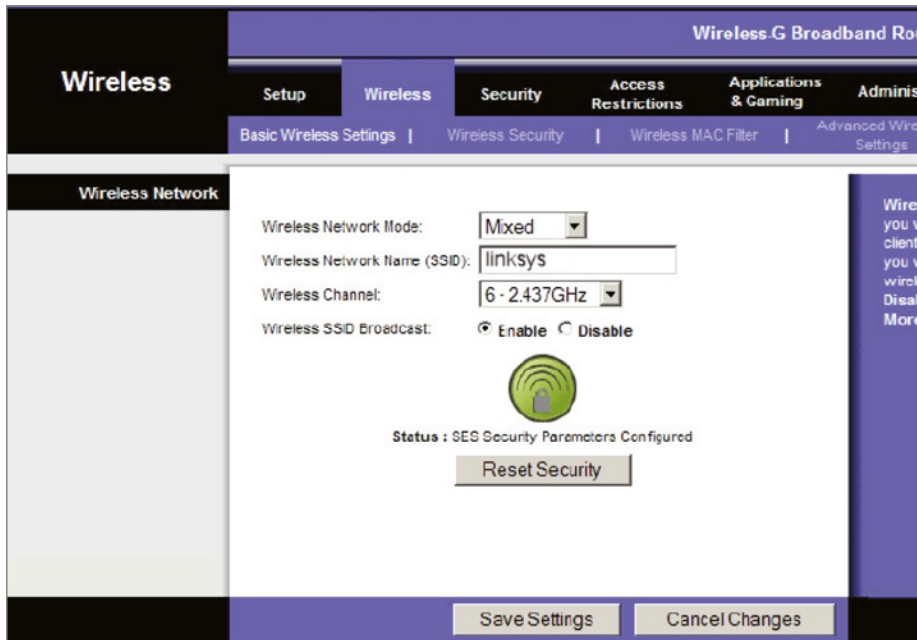 Wireless-G Broadband Rou
Wireless
Setup Wireless Security Access Restrictions Applications & Gaming Adminis
Basic Wireless Settings | Wireless Security | Wireless MAC Filter | Advanced Wire Settings
Wireless Network
Wireless Network Mode: Mixed
Wireless Network Name (SSID): linksys
Wireless Channel: 6 - 2.437GHz
Wireless SSID Broadcast: Enable Disable
Status : SES Security Parameters Configured
Reset Security
Wire
you v
client
you v
wirel
Disal
More
Save Settings Cancel Changes